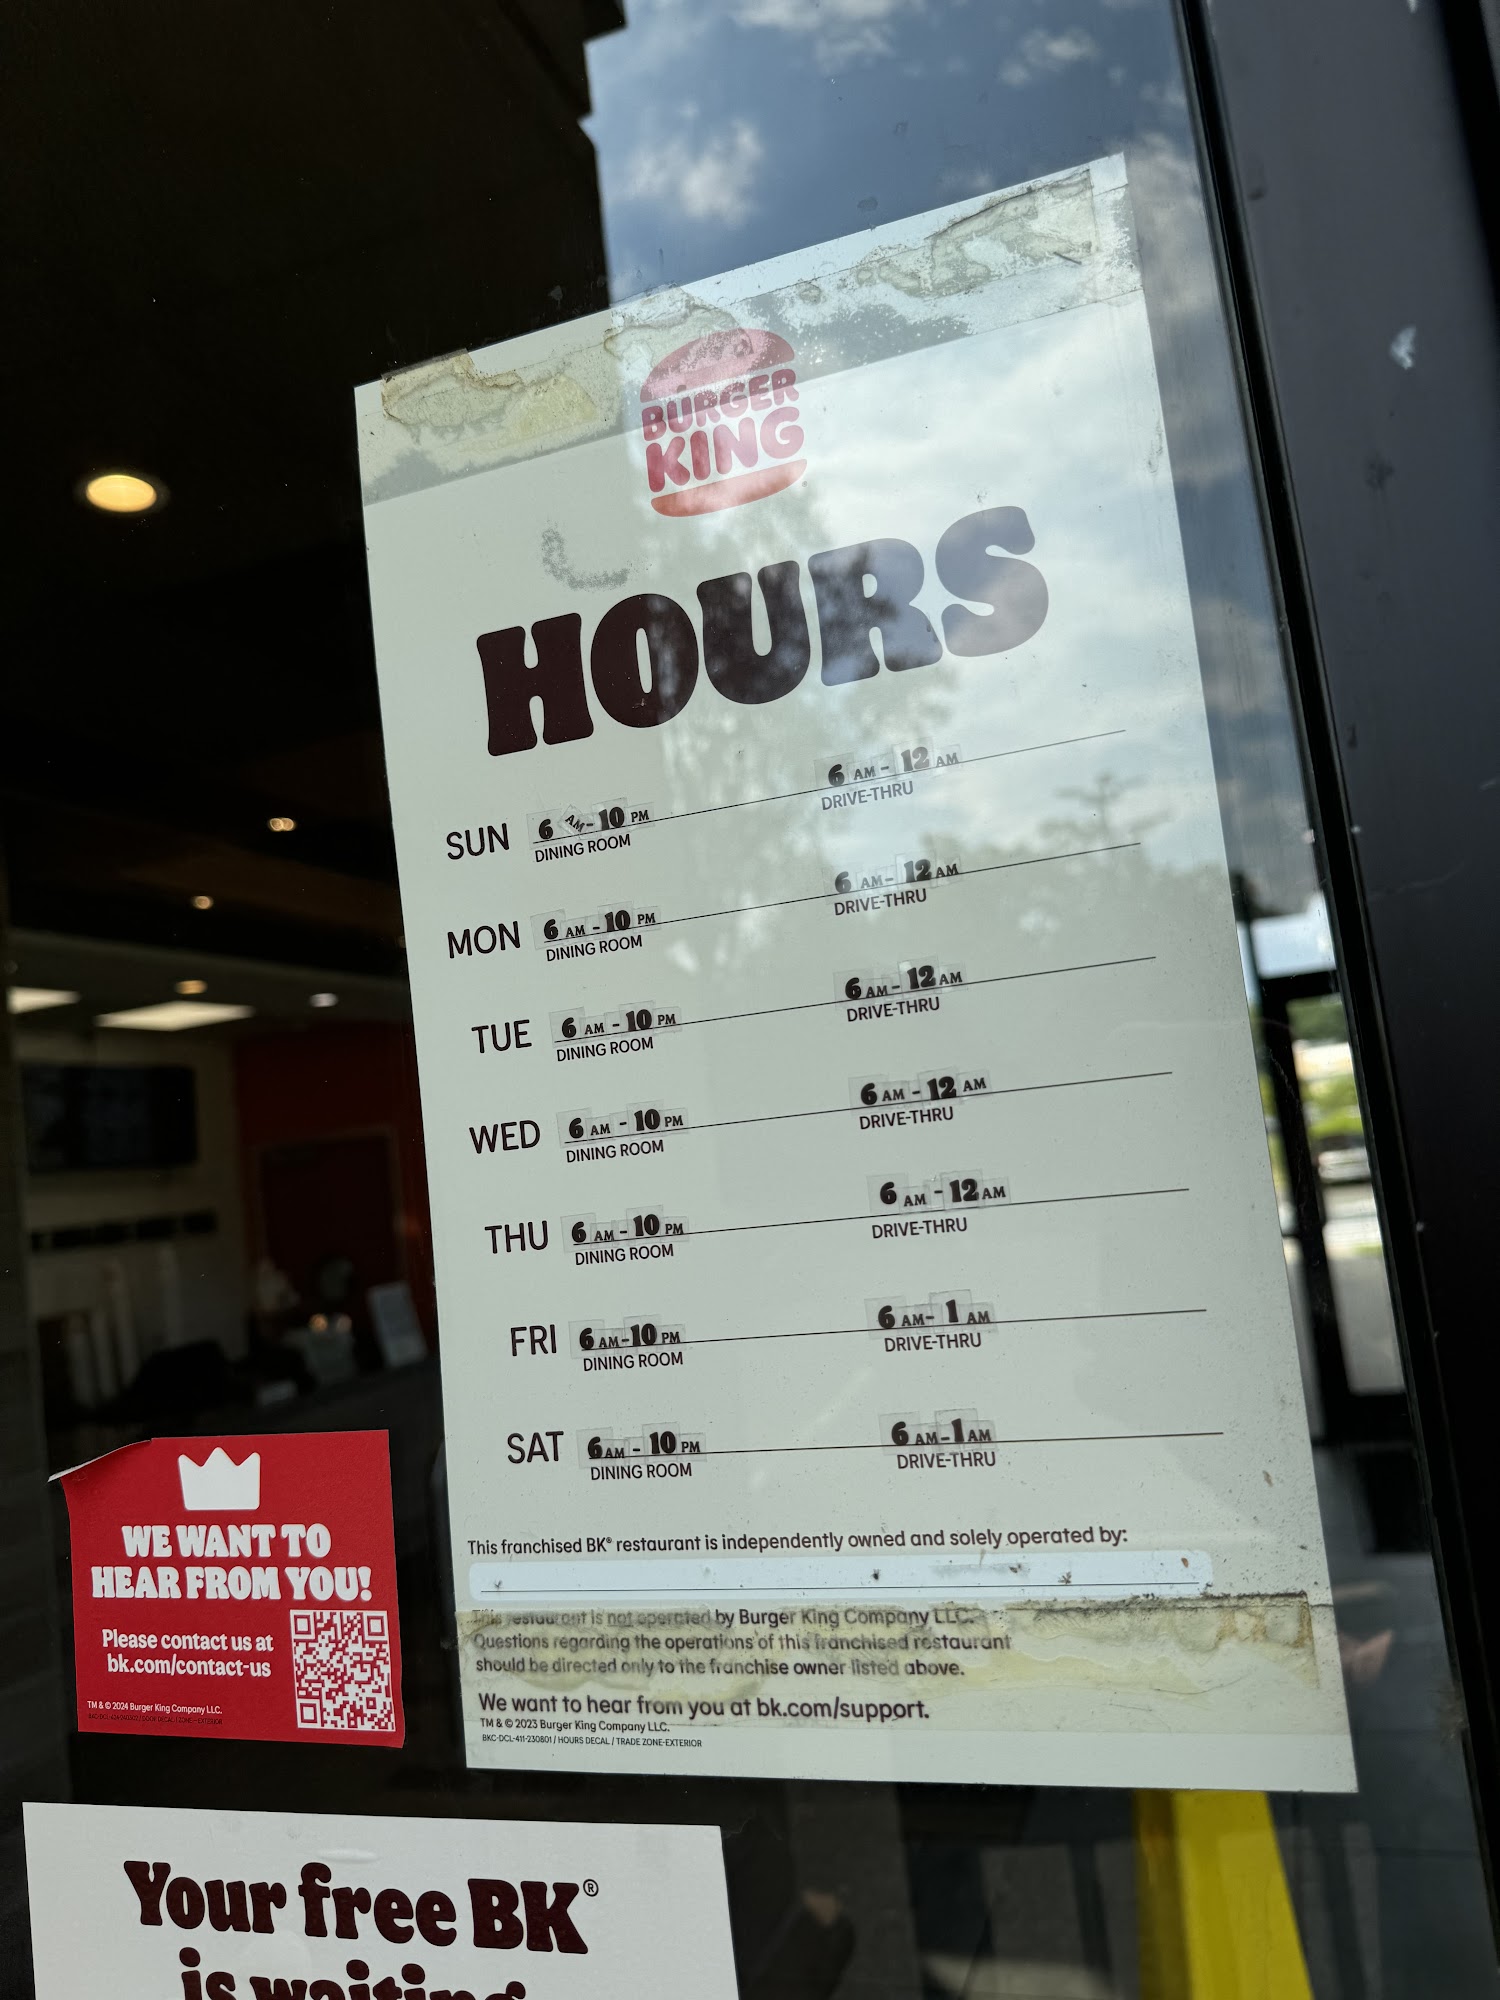 BURGER
KING
HOURS
SUN 6 AM - 10 PM 6 AM - 12 AM
DINING ROOM DRIVE-THRU
MON 6 AM - 10 PM 6 AM - 12 AM
DINING ROOM DRIVE-THRU
TUE 6 AM - 10 PM 6 AM - 12 AM
DINING ROOM DRIVE-THRU
WED 6 AM - 10 PM 6 AM - 12 AM
DINING ROOM DRIVE-THRU
THU 6 AM - 10 PM 6 AM - 12 AM
DINING ROOM DRIVE-THRU
FRI 6 AM - 10 PM 6 AM - 1 AM
DINING ROOM DRIVE-THRU
SAT 6 AM - 10 PM 6 AM - 1 AM
DINING ROOM DRIVE-THRU
This franchised BK® restaurant is independently owned and solely operated by:
This restaurant is not operated by Burger King Company LLC.
Questions regarding the operations of this franchised restaurant
should be directed only to the franchise owner listed above.
We want to hear from you at bk.com/support.
TM & © 2023 Burger King Company LLC.
BKC-DCL-411-230801 / HOURS DECAL / TRADE ZONE-EXTERIOR
WE WANT TO
HEAR FROM YOU!
Please contact us at
bk.com/contact-us
TM & © 2024 Burger King Company LLC.
Your free BK®
is waiting